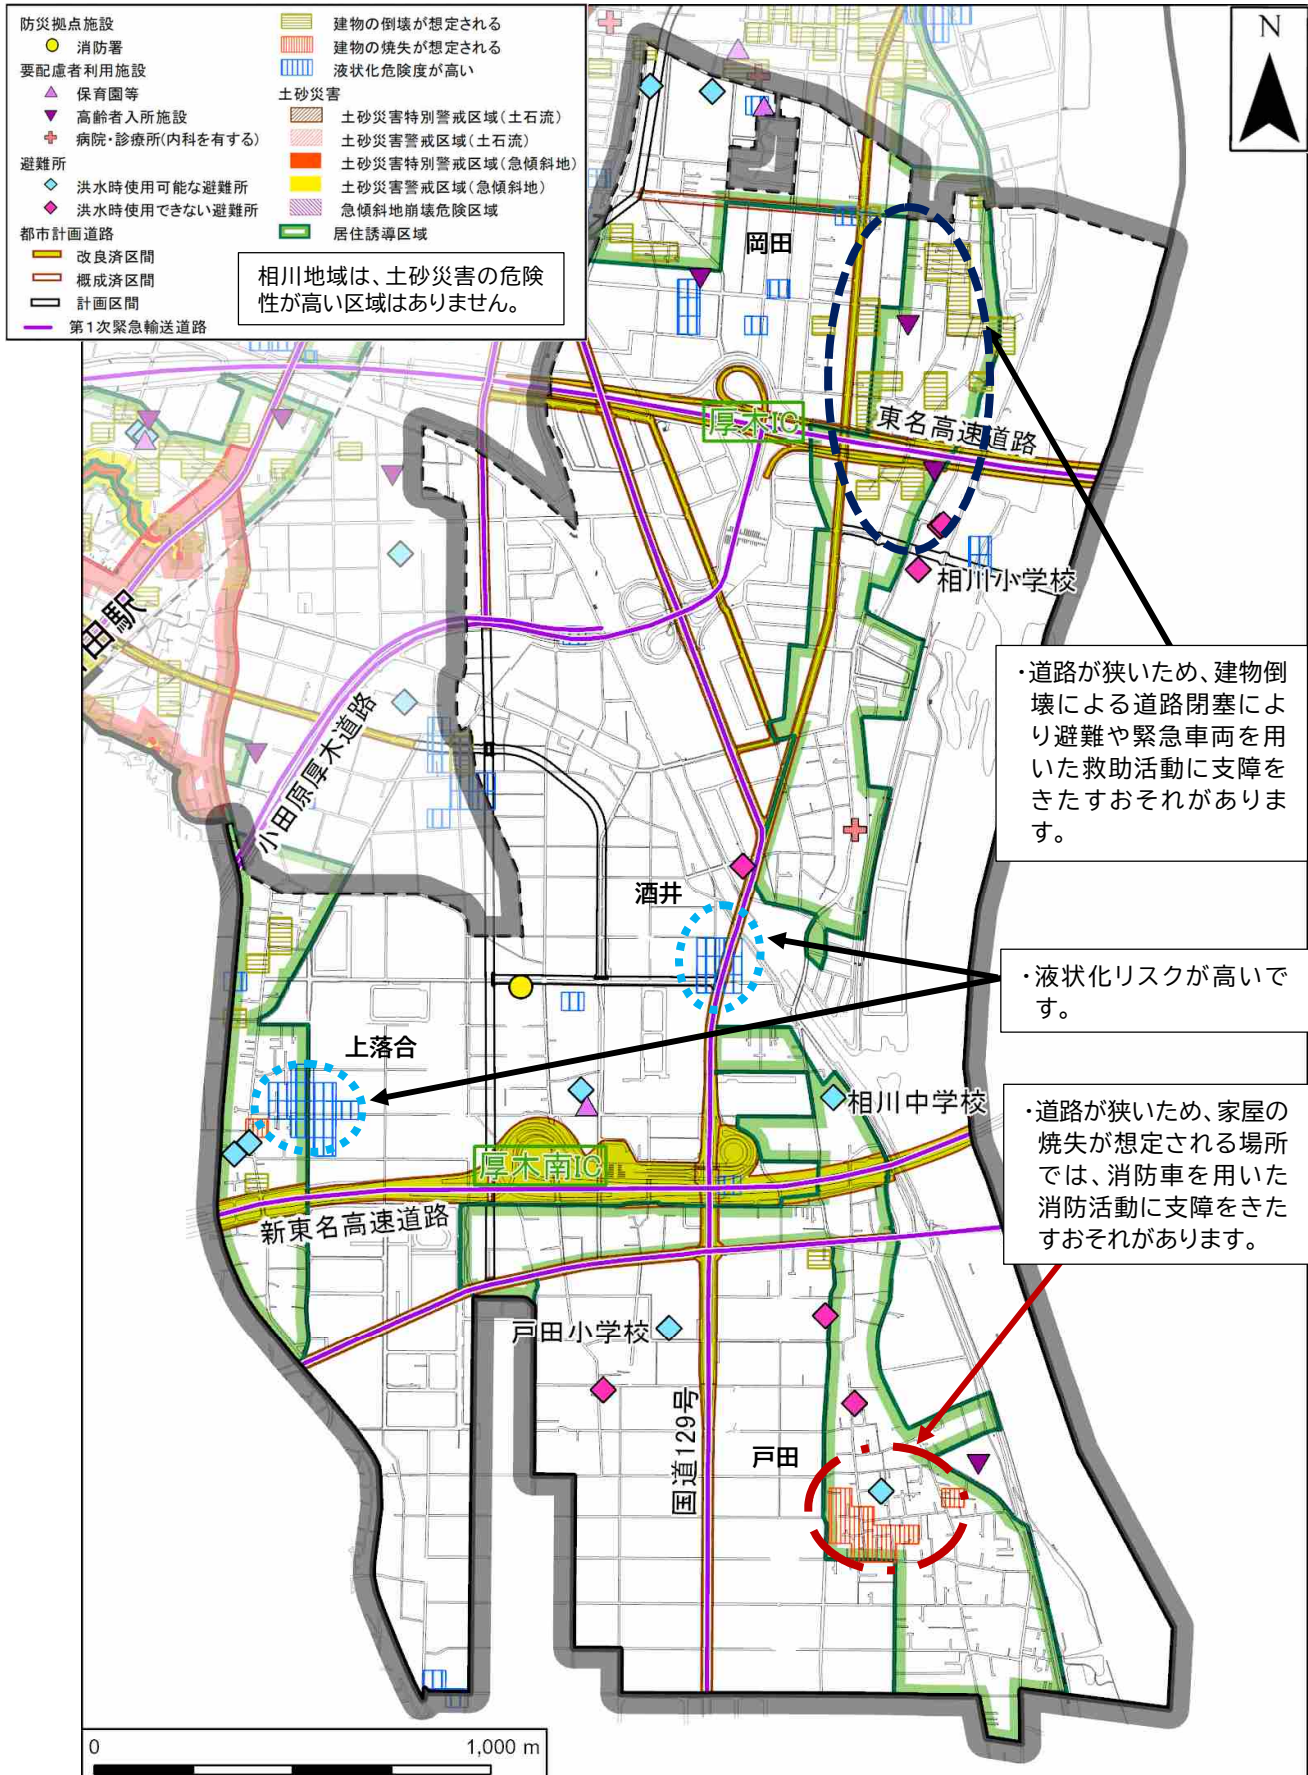 防災拠点施設
消防署
要配慮者利用施設
保育園等
高齢者入所施設
病院・診療所(内科を有する)
避難所
洪水時使用可能な避難所
洪水時使用できない避難所
都市計画道路
改良済区間
概成済区間
計画区間
第1次緊急輸送道路
建物の倒壊が想定される
建物の焼失が想定される
液状化危険度が高い
土砂災害
土砂災害特別警戒区域(土石流)
土砂災害警戒区域(土石流)
土砂災害特別警戒区域(急傾斜地)
土砂災害警戒区域(急傾斜地)
急傾斜地崩壊危険区域
居住誘導区域
相川地域は、土砂災害の危険
性が高い区域はありません。
N
岡田
厚木IC
東名高速道路
相川小学校
田駅
小田原厚木道路
・道路が狭いため、建物倒
壊による道路閉塞によ
り避難や緊急車両を用
いた救助活動に支障を
きたすおそれがありま
す。
酒井
・液状化リスクが高いで
す。
上落合
相川中学校
厚木南IC
新東名高速道路
・道路が狭いため、家屋の
焼失が想定される場所
では、消防車を用いた
消防活動に支障をきた
すおそれがあります。
戸田小学校
国道129号
戸田
0
1,000 m